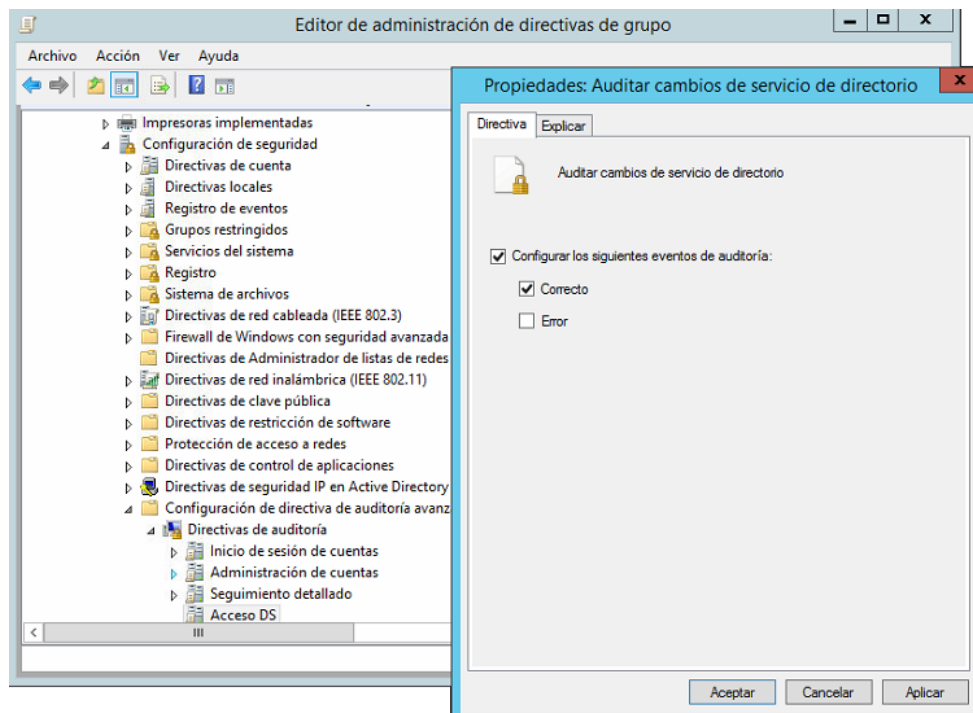 Editor de administración de directivas de grupo
Archivo Acción Ver Ayuda
Impresoras implementadas
Configuración de seguridad
Directivas de cuenta
Directivas locales
Registro de eventos
Grupos restringidos
Servicios del sistema
Registro
Sistema de archivos
Directivas de red cableada (IEEE 802.3)
Firewall de Windows con seguridad avanzada
Directivas de Administrador de listas de redes
Directivas de red inalámbrica (IEEE 802.11)
Directivas de clave pública
Directivas de restricción de software
Protección de acceso a redes
Directivas de control de aplicaciones
Directivas de seguridad IP en Active Directory
Configuración de directiva de auditoría avanz
Directivas de auditoría
Inicio de sesión de cuentas
Administración de cuentas
Seguimiento detallado
Acceso DS
Propiedades: Auditar cambios de servicio de directorio
Directiva Explicar
Auditar cambios de servicio de directorio
Configurar los siguientes eventos de auditoría:
Correcto
Error
Aceptar Cancelar Aplicar